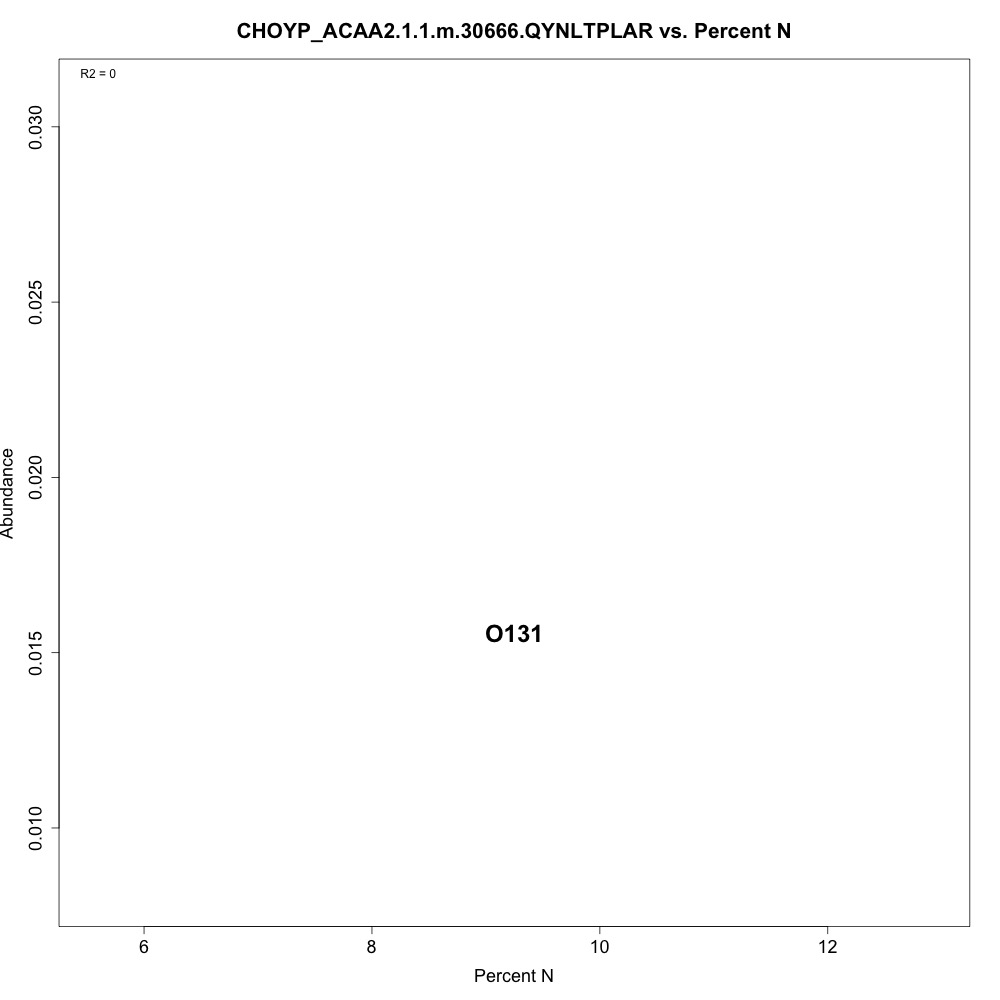 CHOYP_ACAA2.1.1.m.30666.QYNLTPLAR vs. Percent N
R2 = 0
0.030
0.025
0.020
0.015
0.010
Abundance
O131
6 8 10 12
Percent N